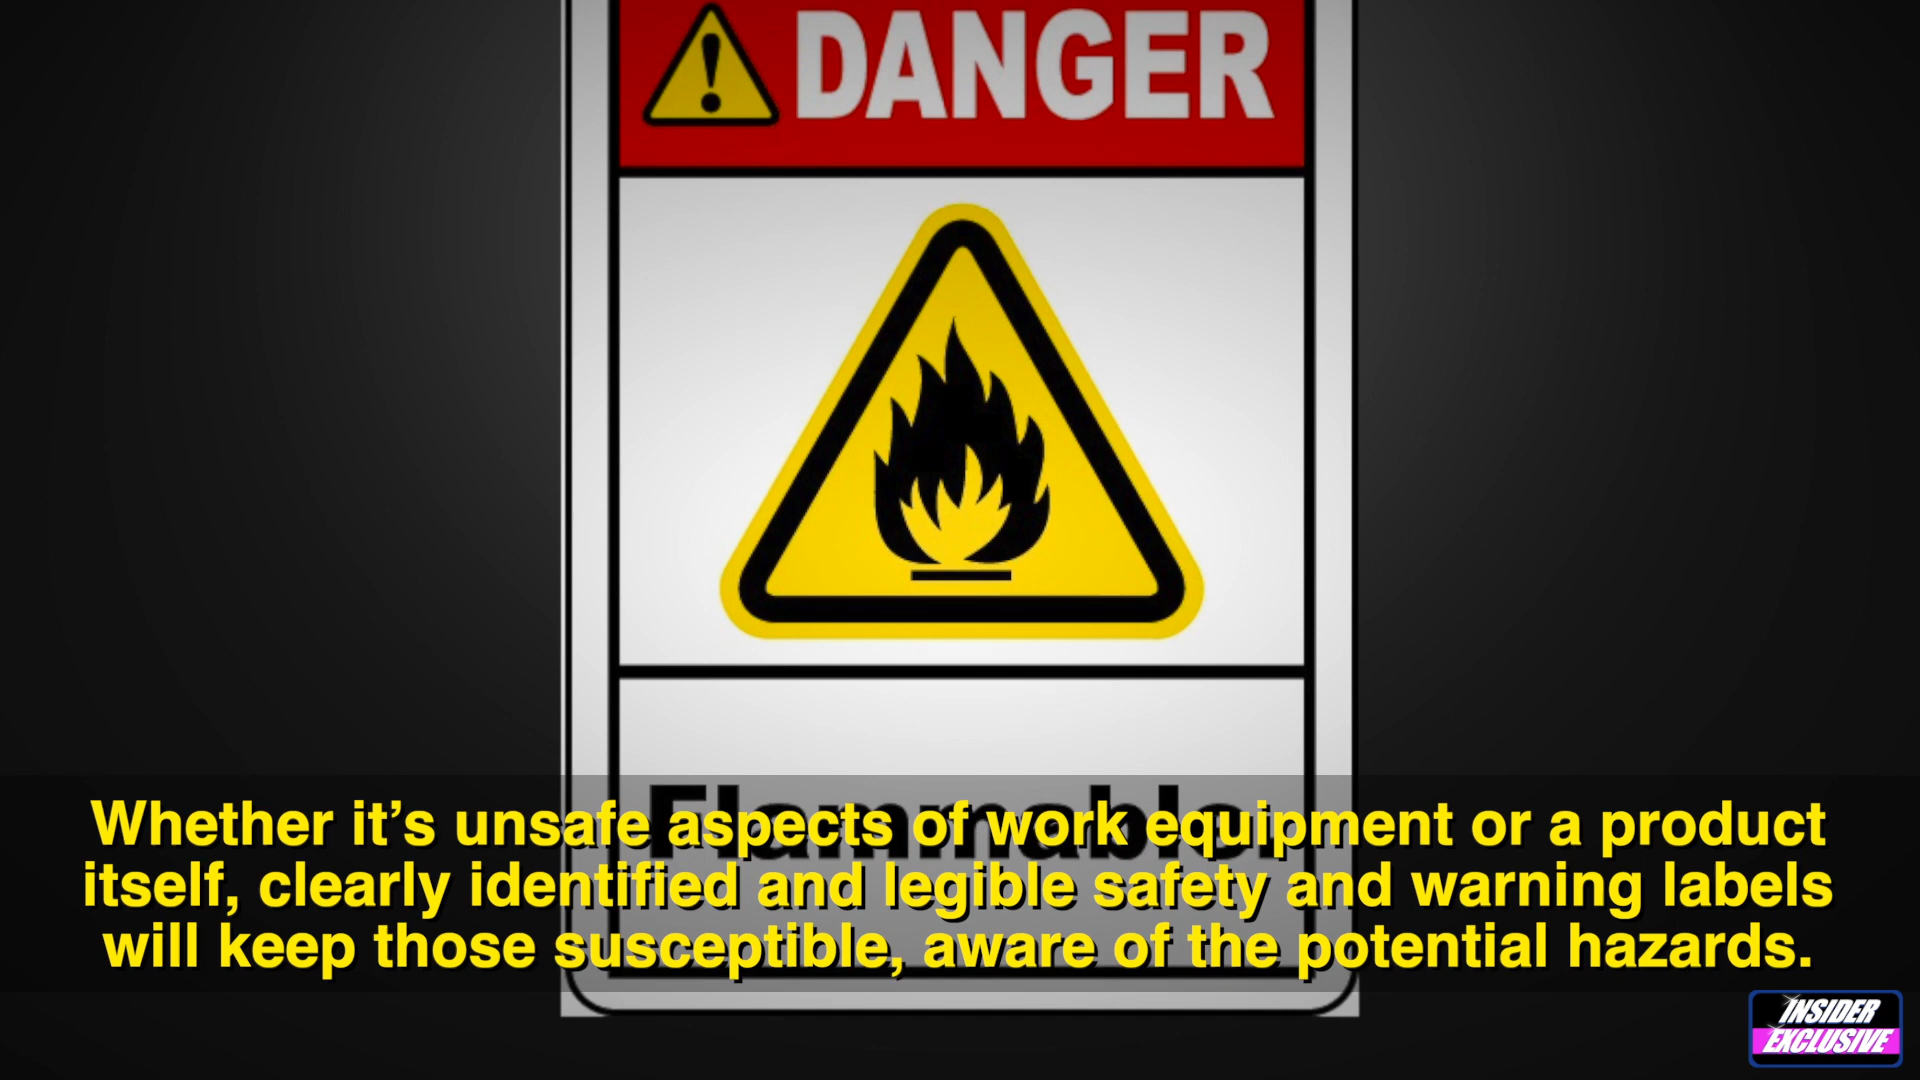 DANGER
Flammable!
Whether it’s unsafe aspects of work equipment or a product
itself, clearly identified and legible safety and warning labels
will keep those susceptible, aware of the potential hazards.
INSIDER
EXCLUSIVE